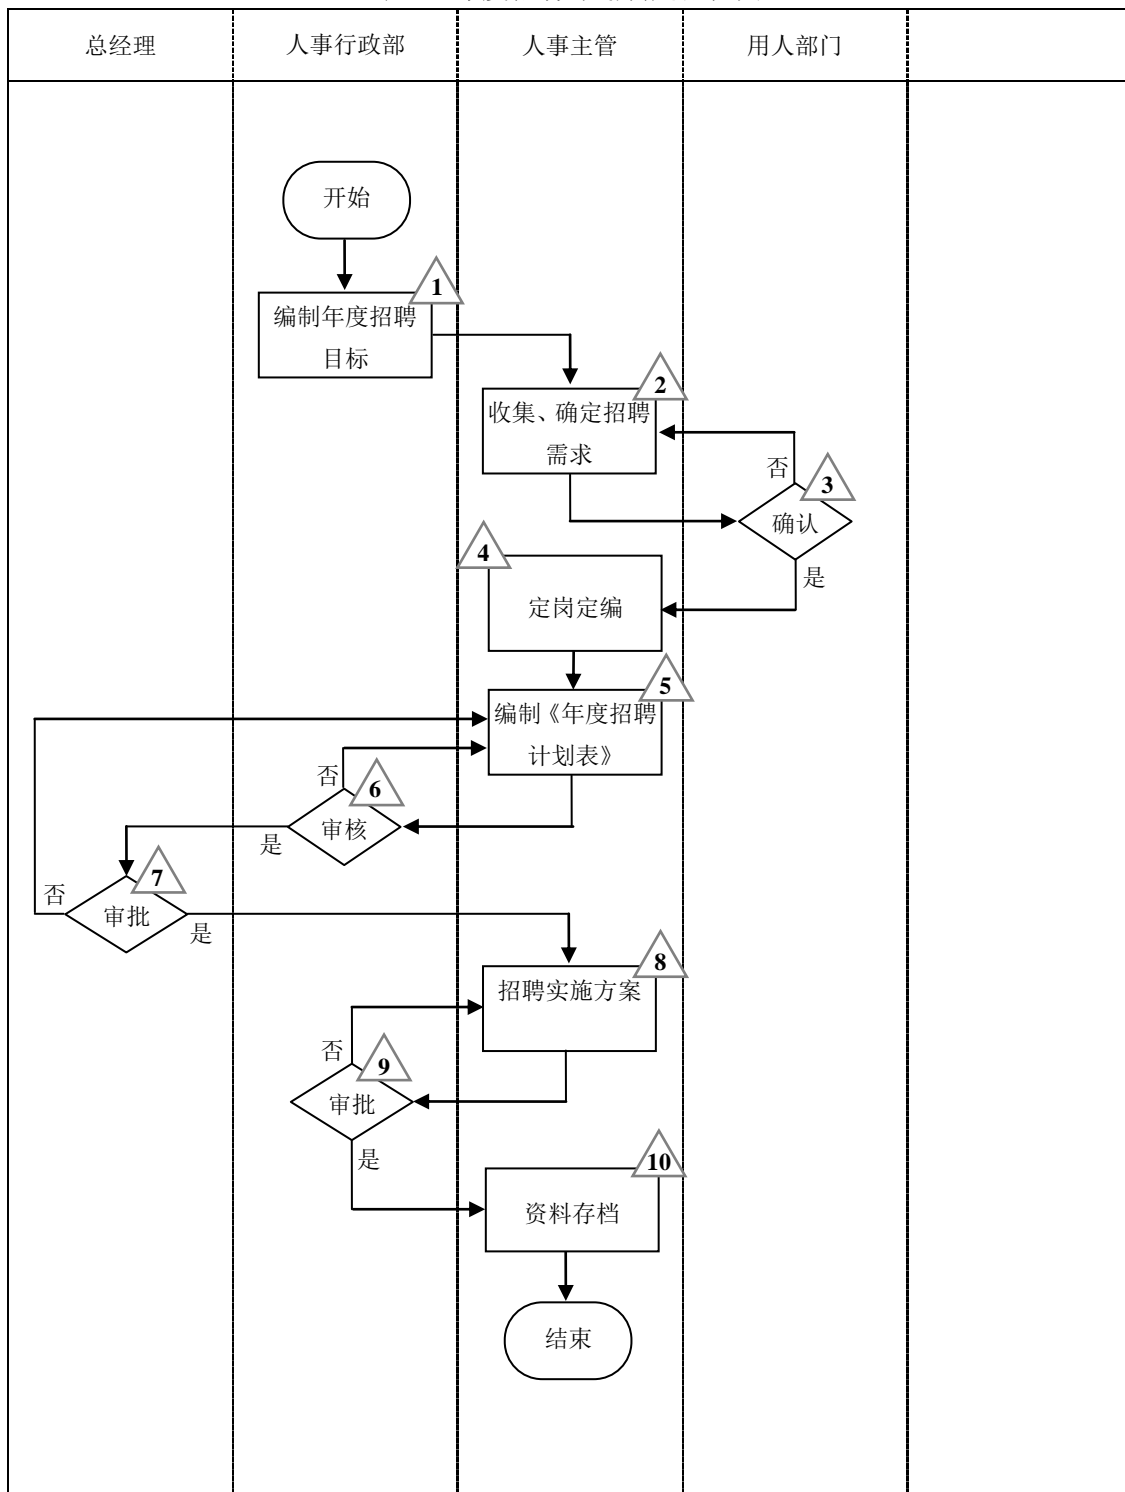 总经理
人事行政部
人事主管
用人部门
开始
1
编制年度招聘
目标
2
收集、确定招聘
需求
否
3
确认
是
4
定岗定编
5
编制《年度招聘
计划表》
否
6
审核
是
7
否
审批
是
8
招聘实施方案
否
9
审批
是
10
资料存档
结束